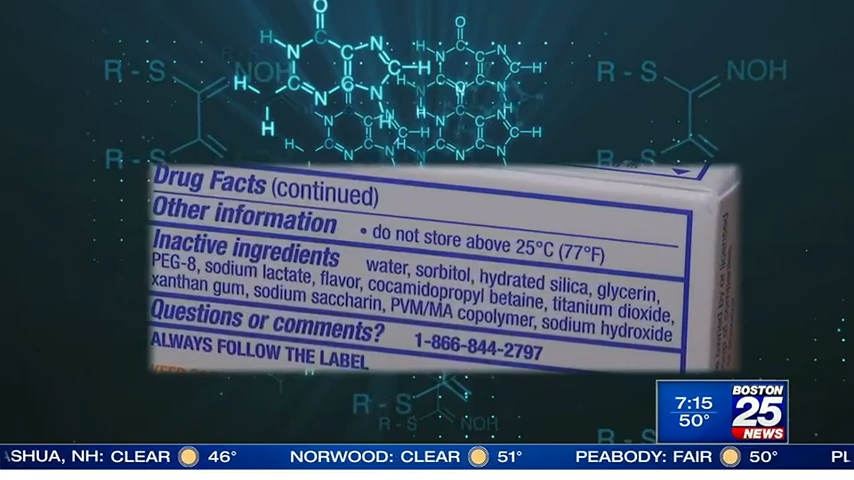 R - S
NOH
R - S
NOH
R - S
R - S
Drug Facts (continued)
Other information • do not store above 25°C (77°F)
Inactive ingredients water, sorbitol, hydrated silica, glycerin,
PEG-8, sodium lactate, flavor, cocamidopropyl betaine, titanium dioxide,
xanthan gum, sodium saccharin, PVM/MA copolymer, sodium hydroxide
Questions or comments? 1-866-844-2797
ALWAYS FOLLOW THE LABEL
R - S
R - S
NOH
R - S
7:15
50°
BOSTON
25
NEWS
ASHUA, NH: CLEAR 46° NORWOOD: CLEAR 51° PEABODY: FAIR 50°